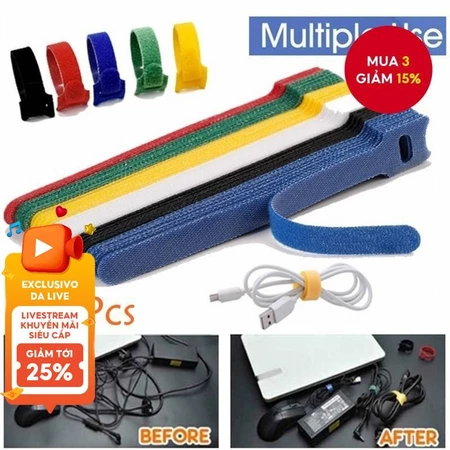 Multiple Use
MUA 3
GIẢM 15%
EXCLUSIVO
DA LIVE
LIVESTREAM
KHUYẾN MÃI
SIÊU CẤP
GIẢM TỚI
25%
Pcs
BEFORE
AFTER